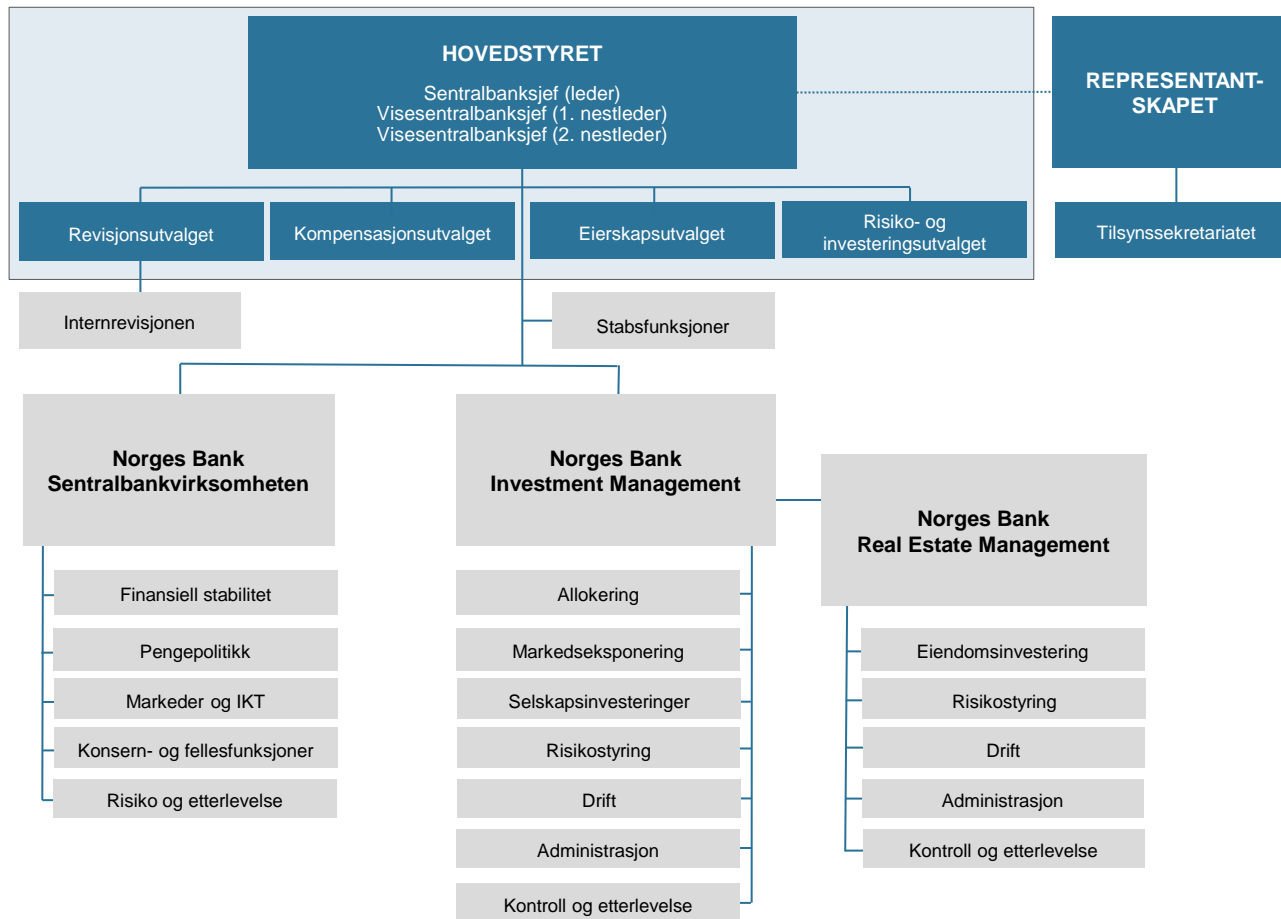 HOVEDSTYRET
Sentralbanksjef (leder)
Visesentralbanksjef (1. nestleder)
Visesentralbanksjef (2. nestleder)
REPRESENTANT-
SKAPET
Revisjonsutvalget
Kompensasjonsutvalget
Eierskapsutvalget
Risiko- og
investeringsutvalget
Tilsynssekretariatet
Internrevisjonen
Stabsfunksjoner
Norges Bank
Sentralbankvirksomheten
Finansiell stabilitet
Pengepolitikk
Markeder og IKT
Konsern- og fellesfunksjoner
Risiko og etterlevelse
Norges Bank
Investment Management
Allokering
Markedseksponering
Selskapsinvesteringer
Risikostyring
Drift
Administrasjon
Kontroll og etterlevelse
Norges Bank
Real Estate Management
Eiendomsinvestering
Risikostyring
Drift
Administrasjon
Kontroll og etterlevelse